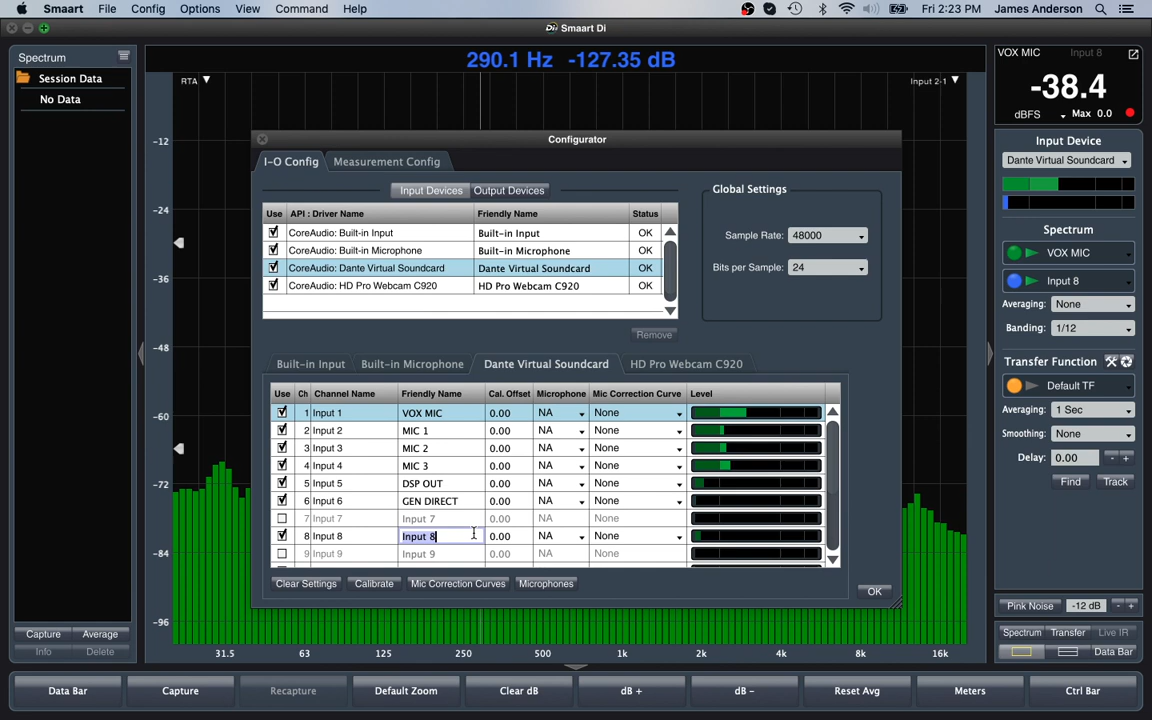 Smaart File Config Options View Command Help Fri 2:23 PM James Anderson
Di Smaart Di
Spectrum
Session Data
No Data
290.1 Hz -127.35 dB
RTA
Input 2-1
-12
-24
-36
-48
-60
-72
-84
-96
31.5 63 125 250 500 1k 2k 4k 8k 16k
Configurator
I-O Config Measurement Config
Input Devices Output Devices
Use API : Driver Name Friendly Name Status
CoreAudio: Built-in Input Built-in Input OK
CoreAudio: Built-in Microphone Built-in Microphone OK
CoreAudio: Dante Virtual Soundcard Dante Virtual Soundcard OK
CoreAudio: HD Pro Webcam C920 HD Pro Webcam C920 OK
Remove
Global Settings
Sample Rate: 48000
Bits per Sample: 24
Built-in Input Built-in Microphone Dante Virtual Soundcard HD Pro Webcam C920
Use Ch Channel Name Friendly Name Cal. Offset Microphone Mic Correction Curve Level
1 Input 1 VOX MIC 0.00 NA None
2 Input 2 MIC 1 0.00 NA None
3 Input 3 MIC 2 0.00 NA None
4 Input 4 MIC 3 0.00 NA None
5 Input 5 DSP OUT 0.00 NA None
6 Input 6 GEN DIRECT 0.00 NA None
7 Input 7 Input 7 0.00 NA None
8 Input 8 Input 8 0.00 NA None
9 Input 9 Input 9 0.00 NA None
Clear Settings Calibrate Mic Correction Curves Microphones
OK
VOX MIC Input 8
-38.4
dBFS Max 0.0
Input Device
Dante Virtual Soundcard
Spectrum
VOX MIC
Input 8
Averaging: None
Banding: 1/12
Transfer Function
Default TF
Averaging: 1 Sec
Smoothing: None
Delay: 0.00 - +
Find Track
Pink Noise -12 dB - +
Spectrum Transfer Live IR
Data Bar
Capture Average
Info Delete
Data Bar Capture Recapture Default Zoom Clear dB dB + dB - Reset Avg Meters Ctrl Bar